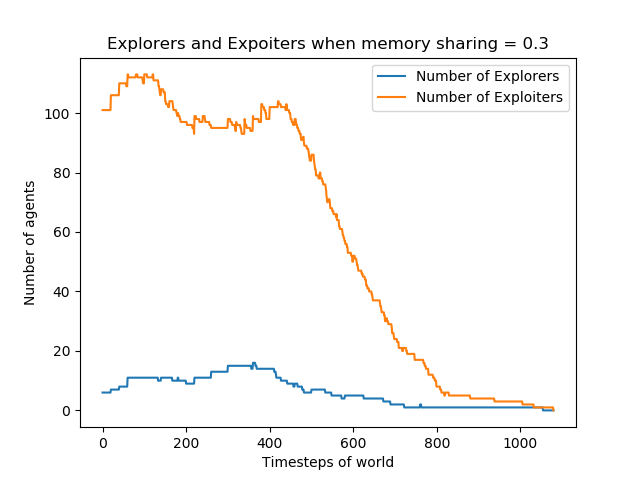 Explorers and Expoiters when memory sharing = 0.3
Number of Explorers
Number of Exploiters
Number of agents
100
80
60
40
20
0
0 200 400 600 800 1000
Timesteps of world